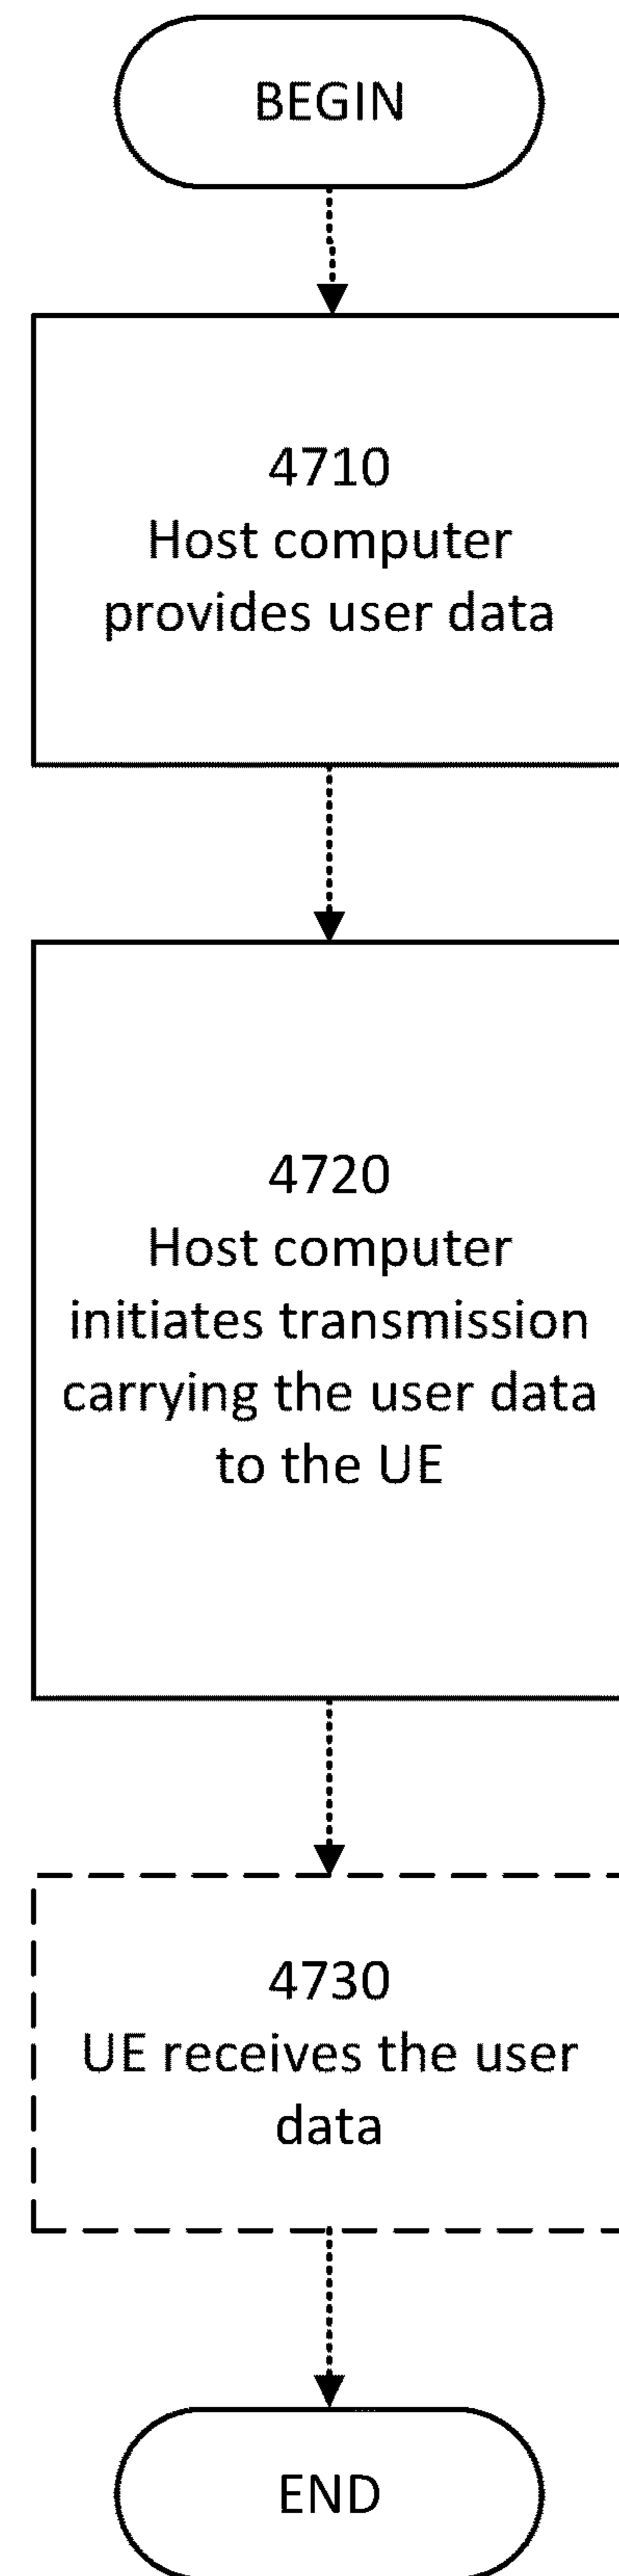 BEGIN
4710
Host computer
provides user data
4720
Host computer
initiates transmission
carrying the user data
to the UE
4730
UE receives the user
data
END